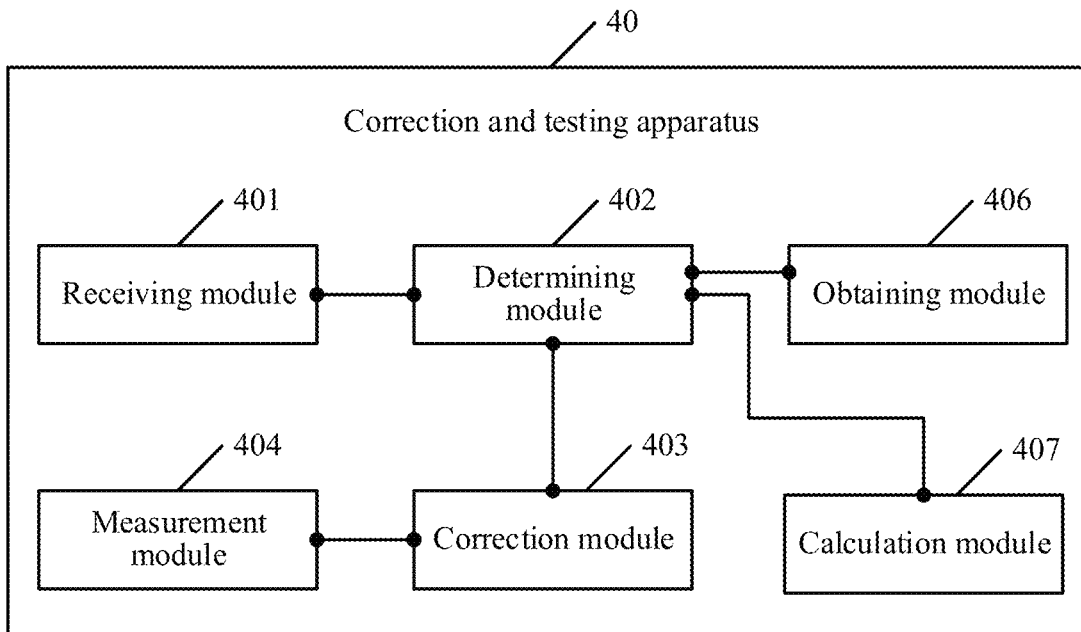 40
Correction and testing apparatus
401
402
406
Receiving module
Determining
module
Obtaining module
404
403
407
Measurement
module
Correction module
Calculation module